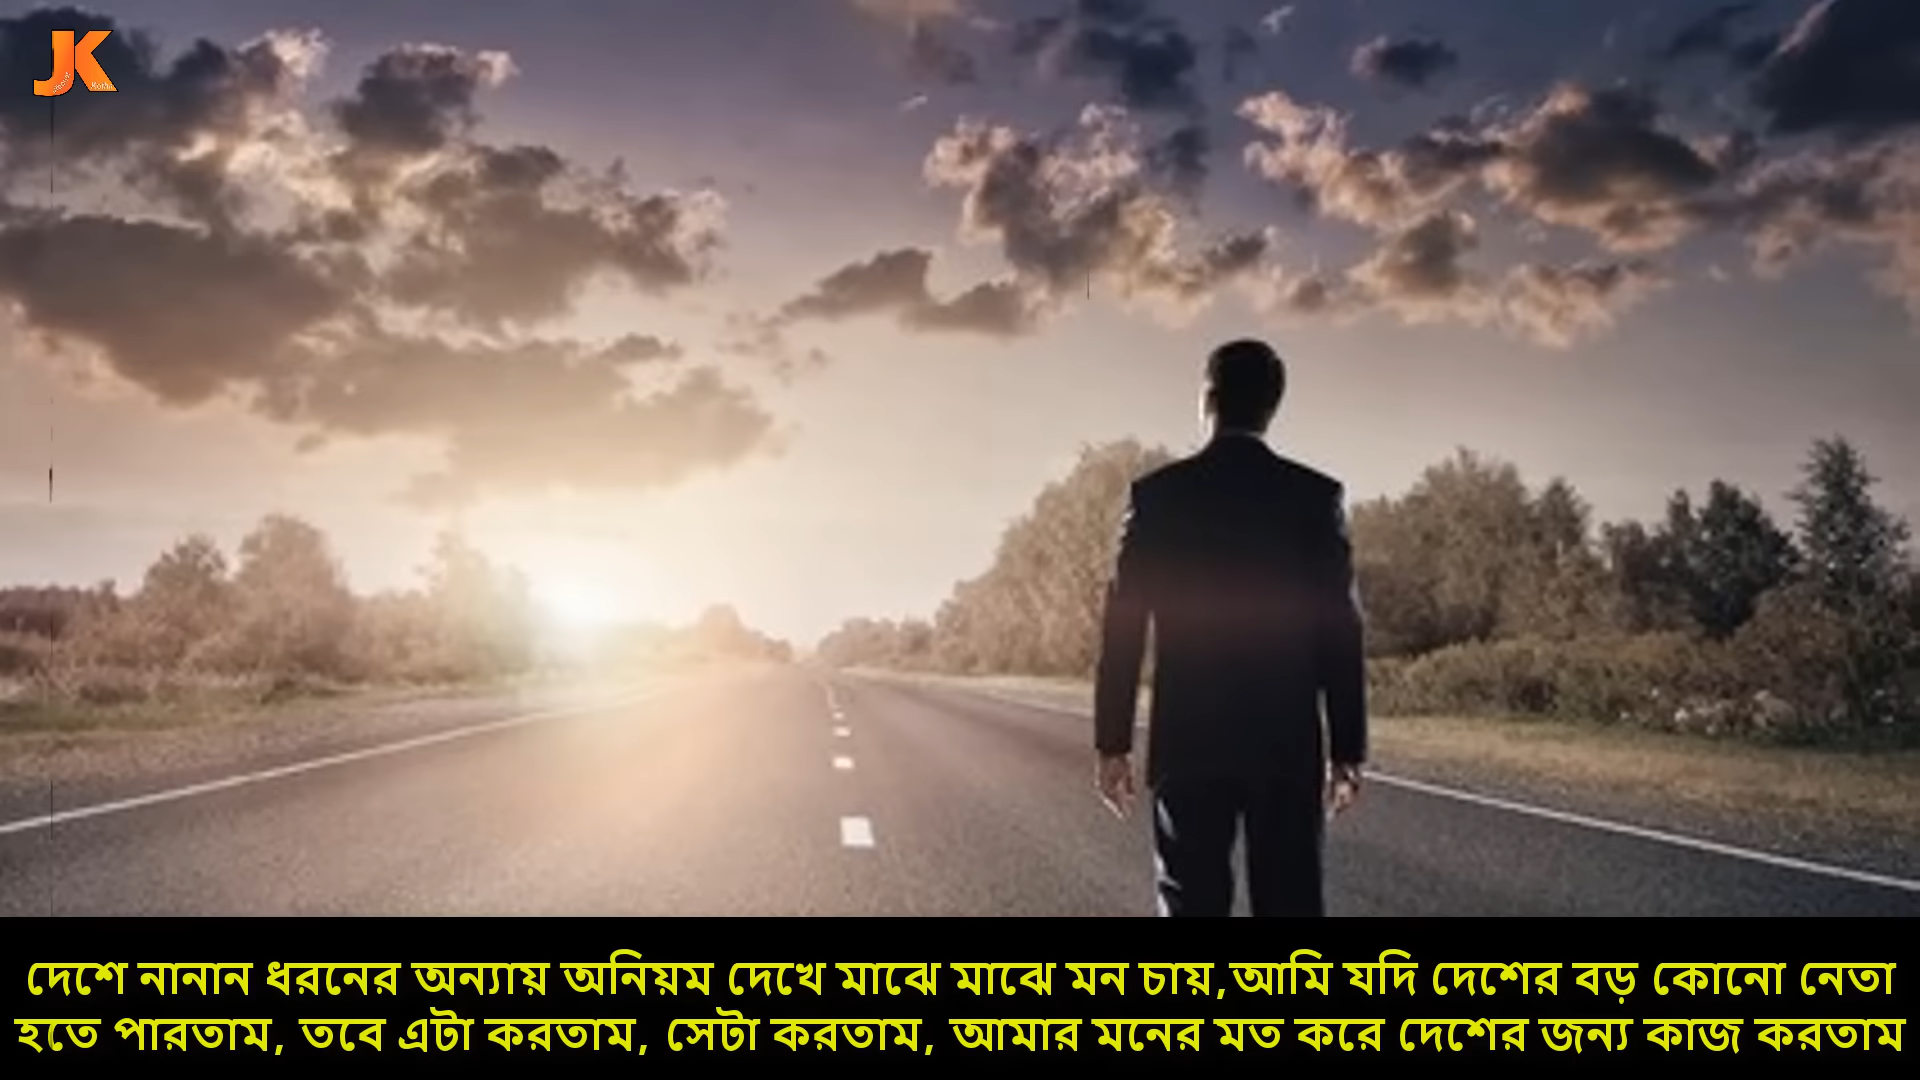 JK
দেশে নানান ধরনের অন্যায় অনিয়ম দেখে মাঝে মাঝে মন চায়,আমি যদি দেশের বড় কোনো নেতা
হতে পারতাম, তবে এটা করতাম, সেটা করতাম, আমার মনের মত করে দেশের জন্য কাজ করতাম